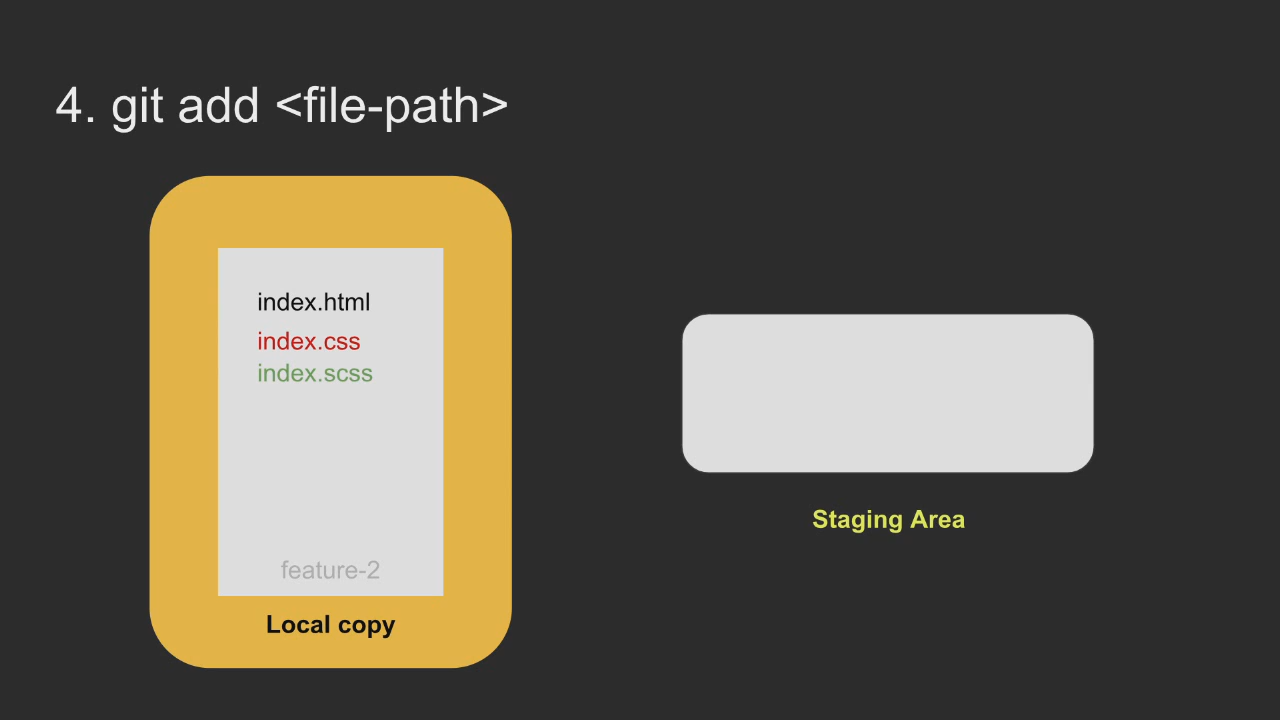 4. git add <file-path>
index.html
index.css
index.scss
feature-2
Local copy
Staging Area